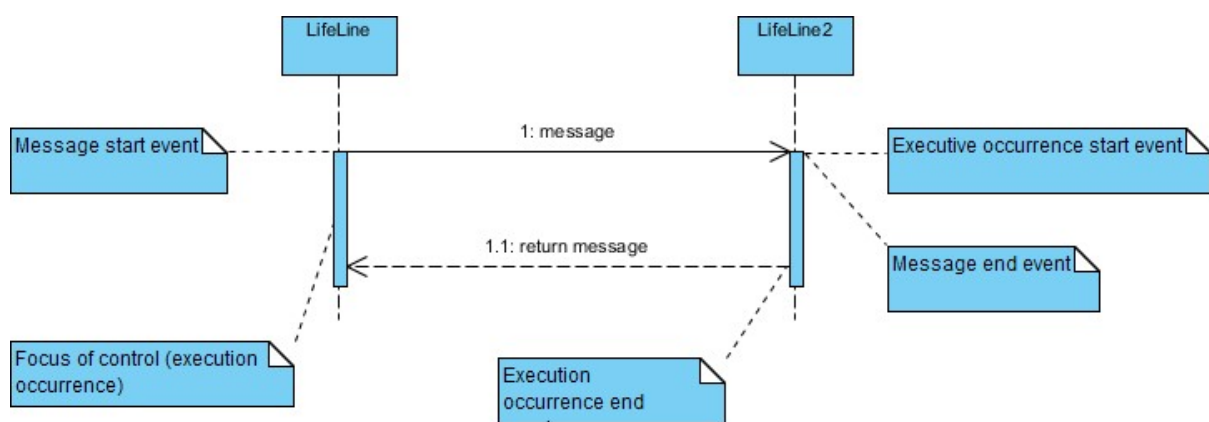 LifeLine
LifeLine2
1: message
Message start event
Executive occurrence start event
1.1: return message
Message end event
Focus of control (execution
occurrence)
Execution
occurrence end